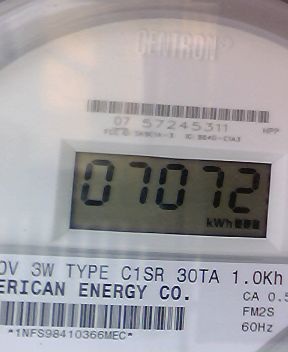 CENTRON®
07 57245311 HPP
07072
kWh
0V 3W TYPE C1SR 30TA 1.0Kh
ERICAN ENERGY CO.
CA 0.5
FM2S
60Hz
*1NFS98410366MEC*